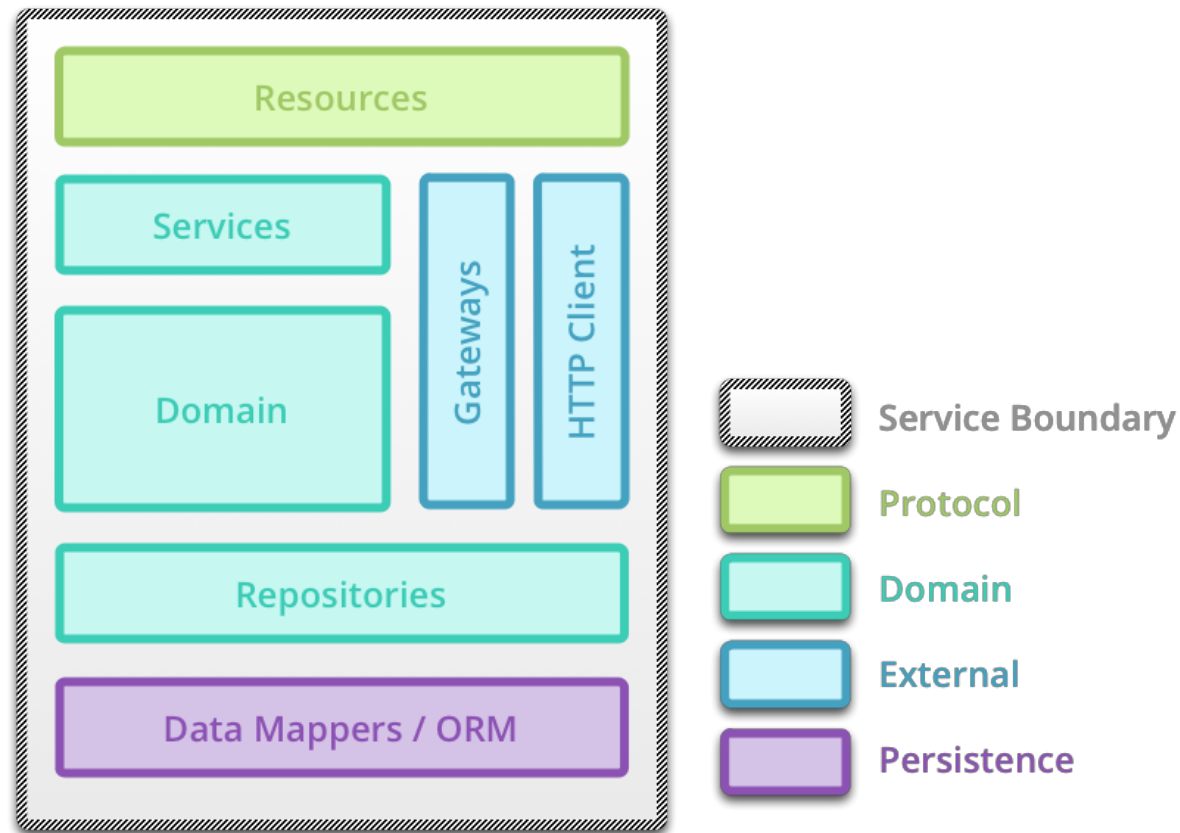 Resources
Services
Gateways
HTTP Client
Domain
Repositories
Data Mappers / ORM
Service Boundary
Protocol
Domain
External
Persistence